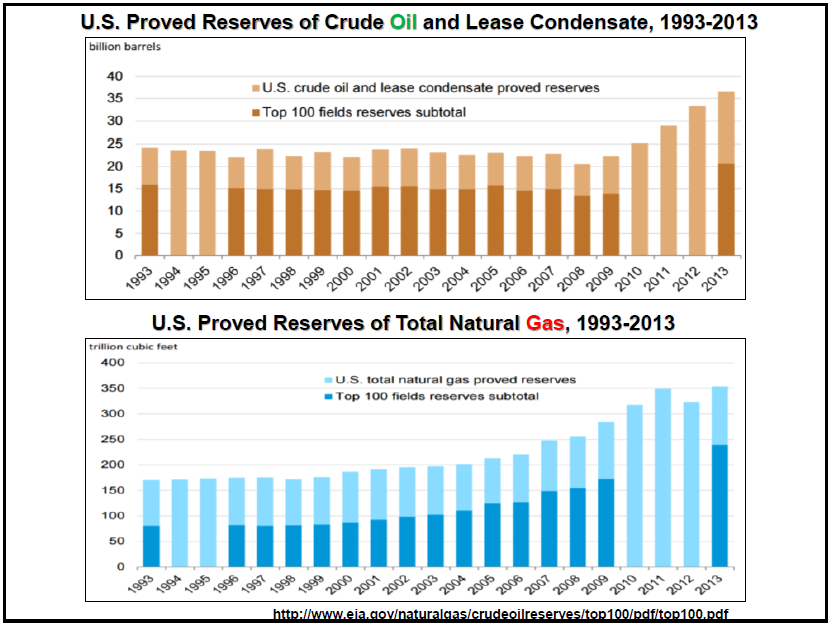 U.S. Proved Reserves of Crude Oil and Lease Condensate, 1993-2013
billion barrels
40
35
30
25
20
15
10
5
0
U.S. crude oil and lease condensate proved reserves
Top 100 fields reserves subtotal
1993 1994 1995 1996 1997 1998 1999 2000 2001 2002 2003 2004 2005 2006 2007 2008 2009 2010 2011 2012 2013
U.S. Proved Reserves of Total Natural Gas, 1993-2013
trillion cubic feet
400
350
300
250
200
150
100
50
0
U.S. total natural gas proved reserves
Top 100 fields reserves subtotal
1993 1994 1995 1996 1997 1998 1999 2000 2001 2002 2003 2004 2005 2006 2007 2008 2009 2010 2011 2012 2013
http://www.eia.gov/naturalgas/crudeoilreserves/top100/pdf/top100.pdf